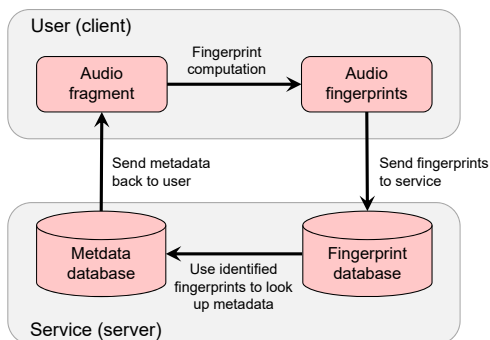 User (client)
Fingerprint
computation
Audio
fragment
Audio
fingerprints
Send metadata
back to user
Send fingerprints
to service
Metdata
database
Use identified
fingerprints to look
up metadata
Fingerprint
database
Service (server)